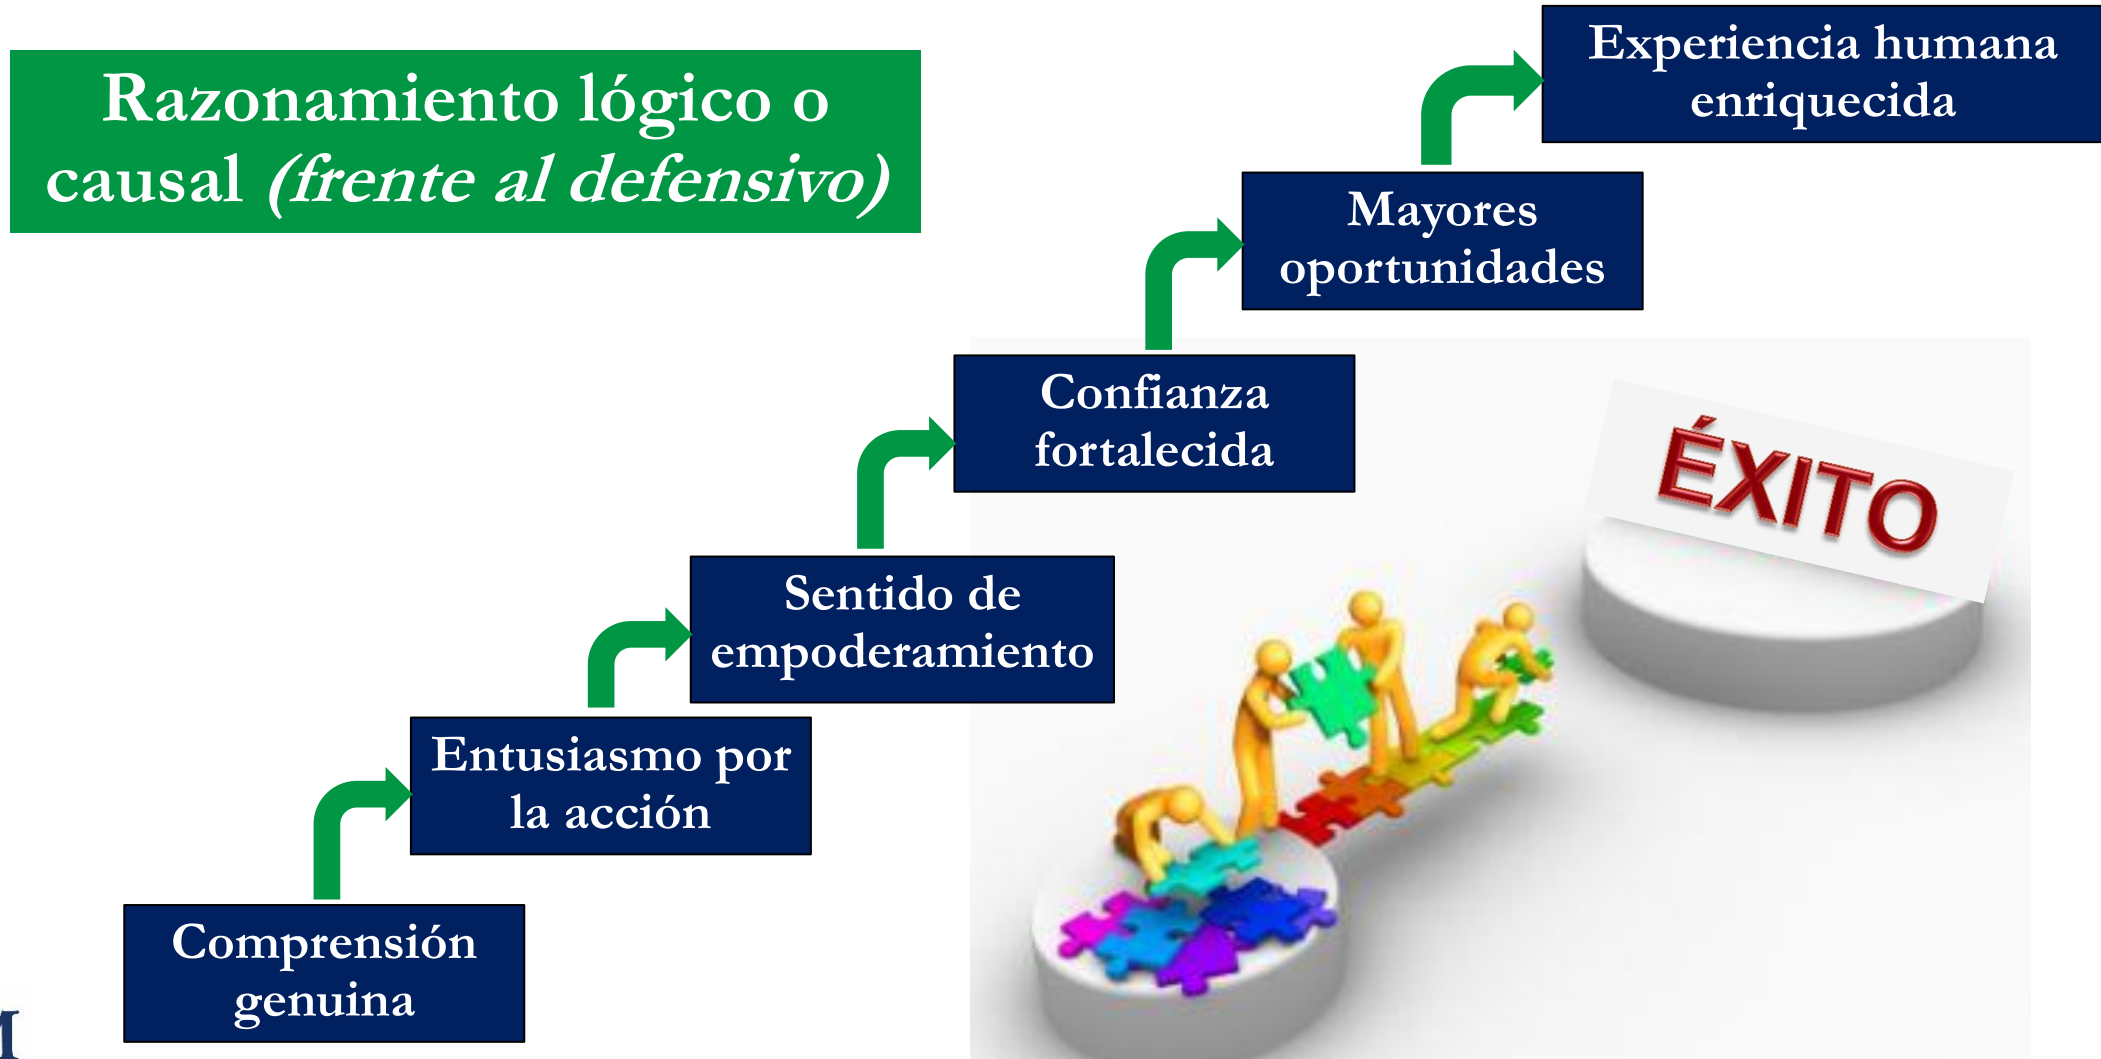 Razonamiento lógico o
causal (frente al defensivo)
Experiencia humana
enriquecida
Mayores
oportunidades
Confianza
fortalecida
ÉXITO
Sentido de
empoderamiento
Entusiasmo por
la acción
Comprensión
genuina
M